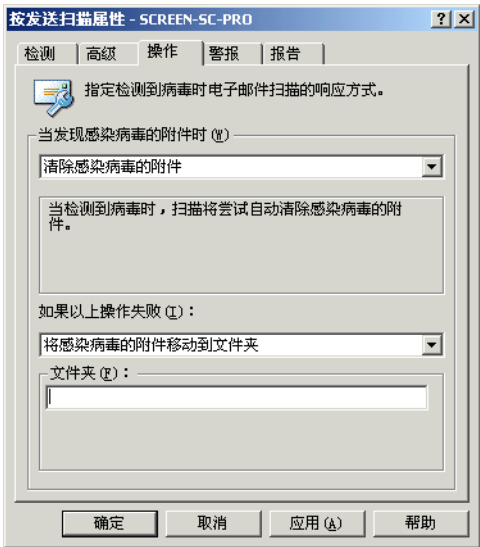 按发送扫描属性 - SCREEN-SC-PRO
检测 高级 操作 警报 报告
指定检测到病毒时电子邮件扫描的响应方式。
当发现感染病毒的附件时(W)
清除感染病毒的附件
当检测到病毒时，扫描将尝试自动清除感染病毒的附
件。
如果以上操作失败(I)：
将感染病毒的附件移动到文件夹
文件夹(F)：
确定 取消 应用(A) 帮助